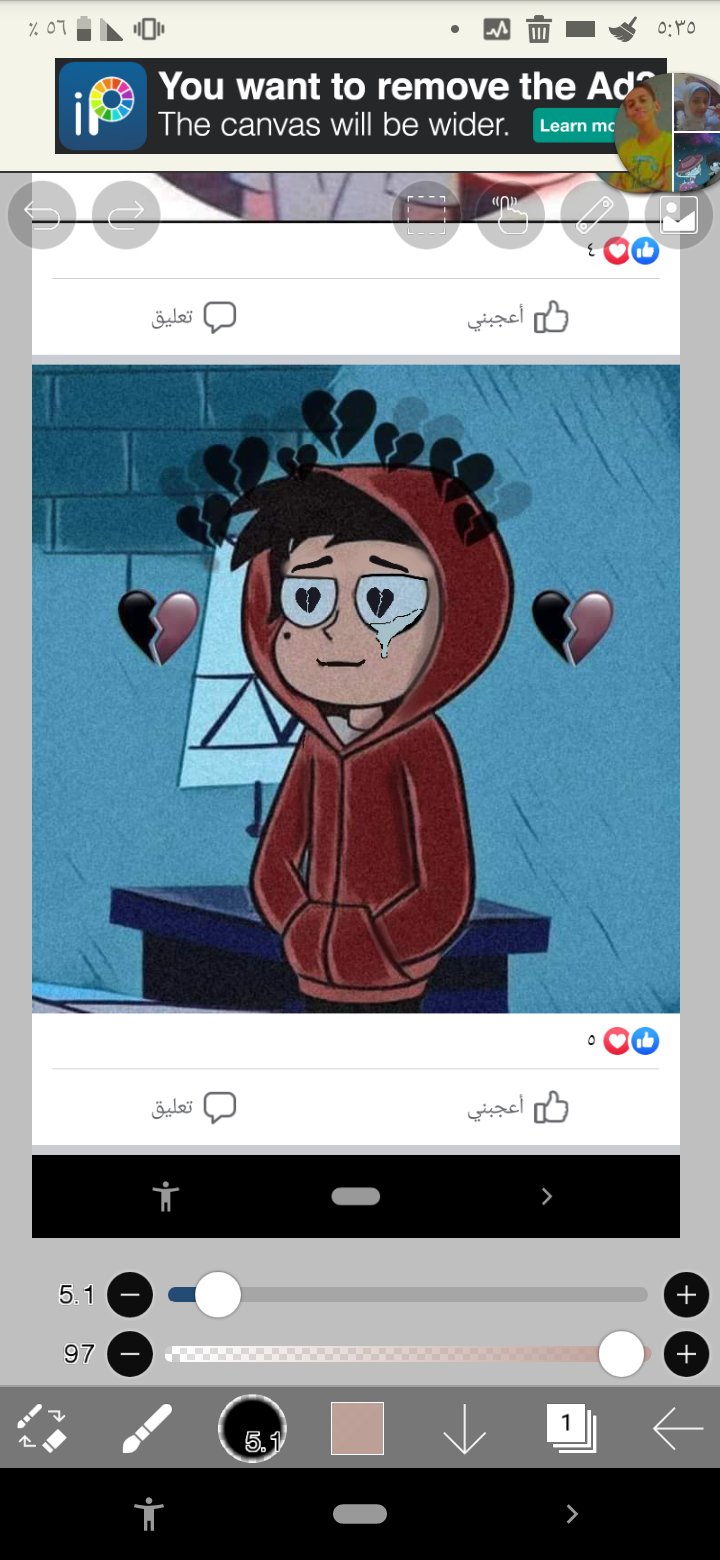 ٪ ٥٦
٥:٣٥
iP
You want to remove the Ad?
The canvas will be wider.
Learn mo
٤
أعجبني
تعليق
٥
أعجبني
تعليق
5.1
97
5.1
1